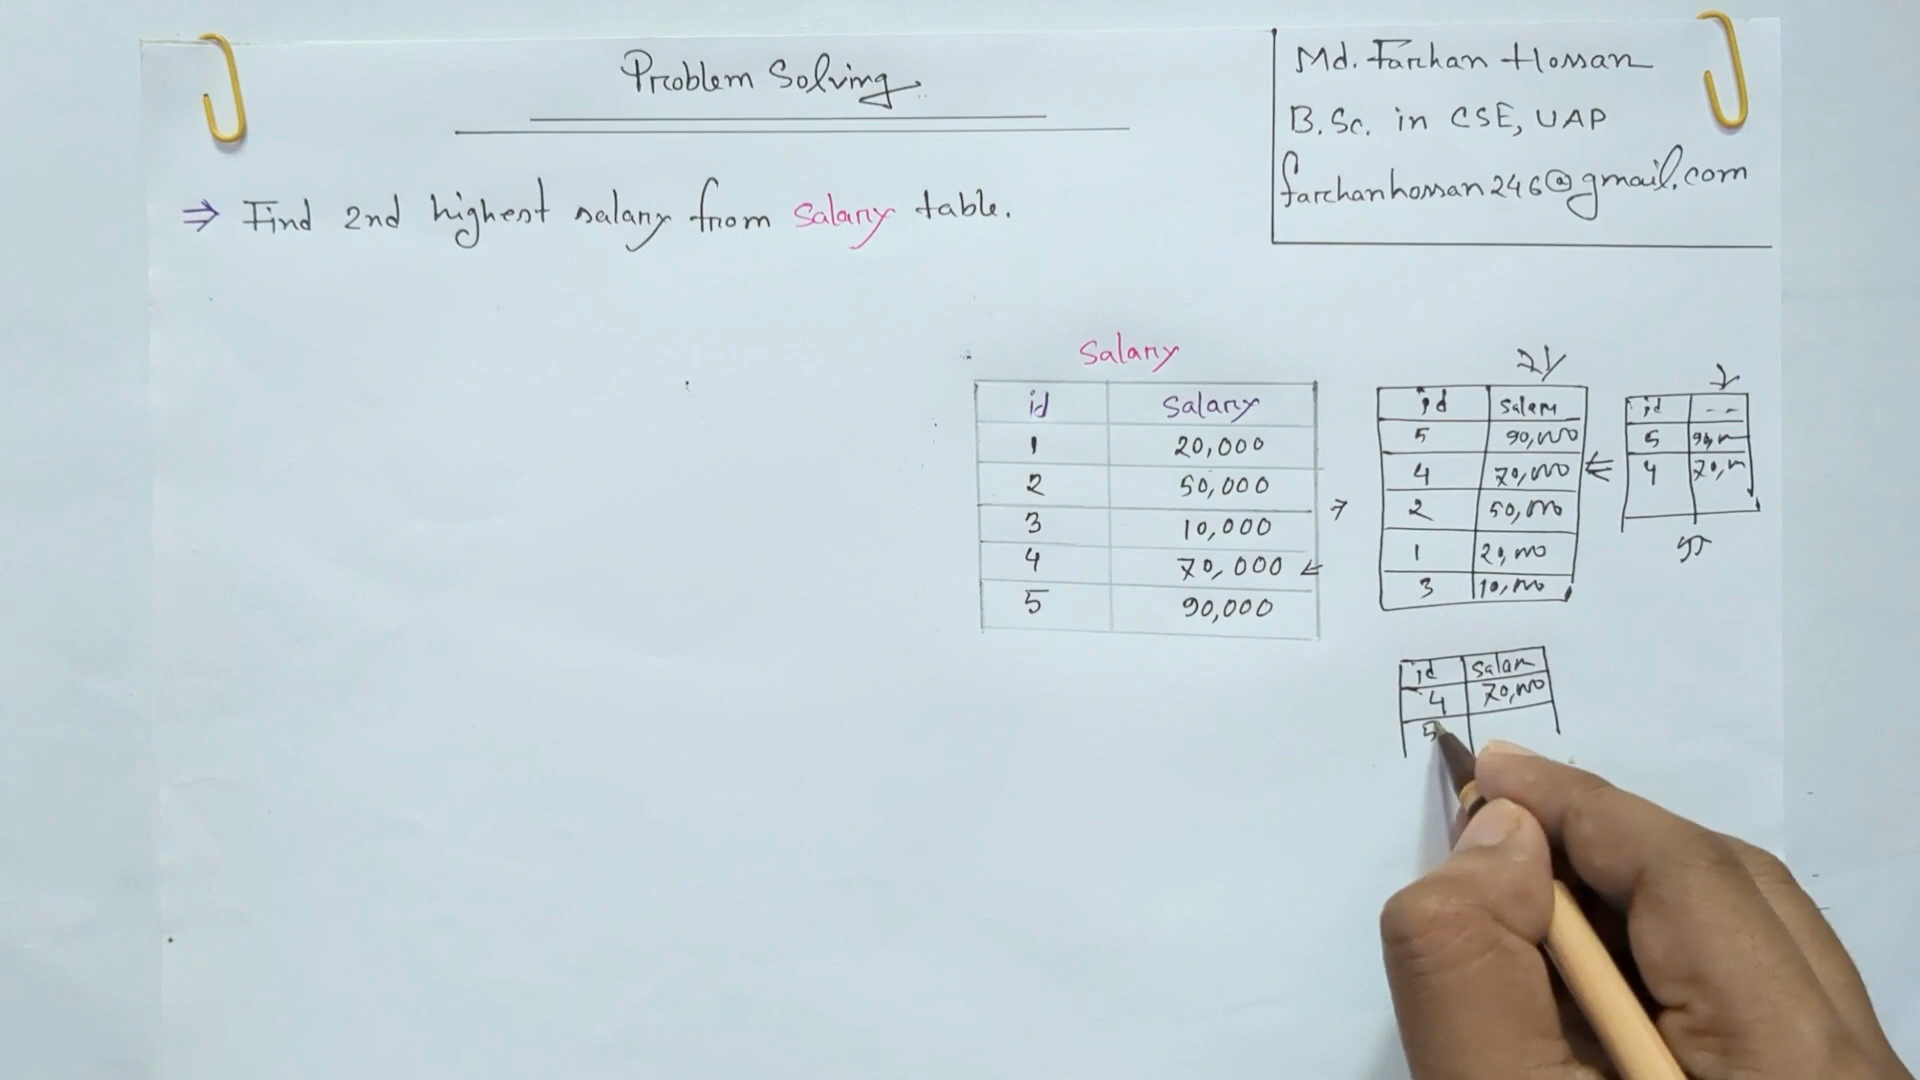 Problem Solving
Md. Farhan Hossan
B.Sc. in CSE, UAP
farhanhossan246@gmail.com
⇒ Find 2nd highest salary from Salary table.
Salary
id Salary
1 20,000
2 50,000
3 10,000
4 70,000
5 90,000
id Salary
5 90,000
4 70,000
2 50,000
1 20,000
3 10,000
id --
5 90,
4 70,
id Salary
4 70,000
5